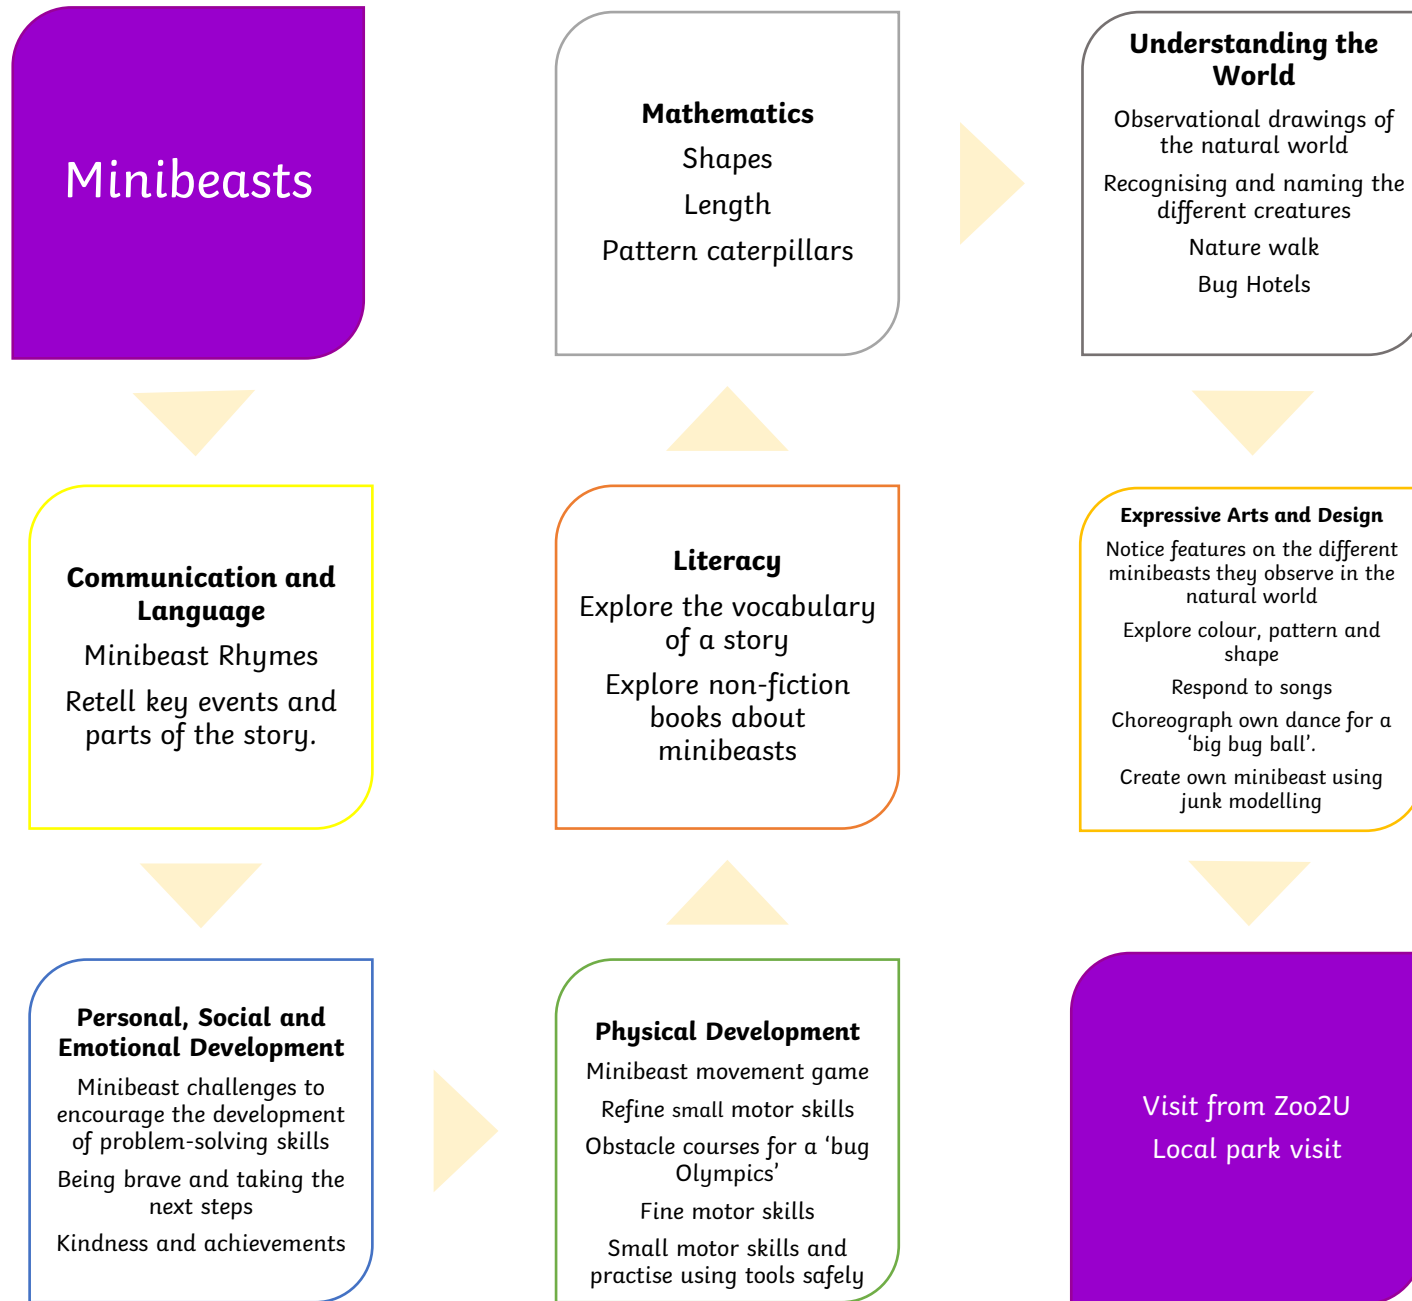 Minibeasts
Communication and
Language
Minibeast Rhymes
Retell key events and
parts of the story.
Personal, Social and
Emotional Development
Minibeast challenges to
encourage the development
of problem-solving skills
Being brave and taking the
next steps
Kindness and achievements
Physical Development
Minibeast movement game
Refine small motor skills
Obstacle courses for a ‘bug
Olympics’
Fine motor skills
Small motor skills and
practise using tools safely
Literacy
Explore the vocabulary
of a story
Explore non-fiction
books about
minibeasts
Mathematics
Shapes
Length
Pattern caterpillars
Understanding the
World
Observational drawings of
the natural world
Recognising and naming the
different creatures
Nature walk
Bug Hotels
Expressive Arts and Design
Notice features on the different
minibeasts they observe in the
natural world
Explore colour, pattern and
shape
Respond to songs
Choreograph own dance for a
‘big bug ball’.
Create own minibeast using
junk modelling
Visit from Zoo2U
Local park visit